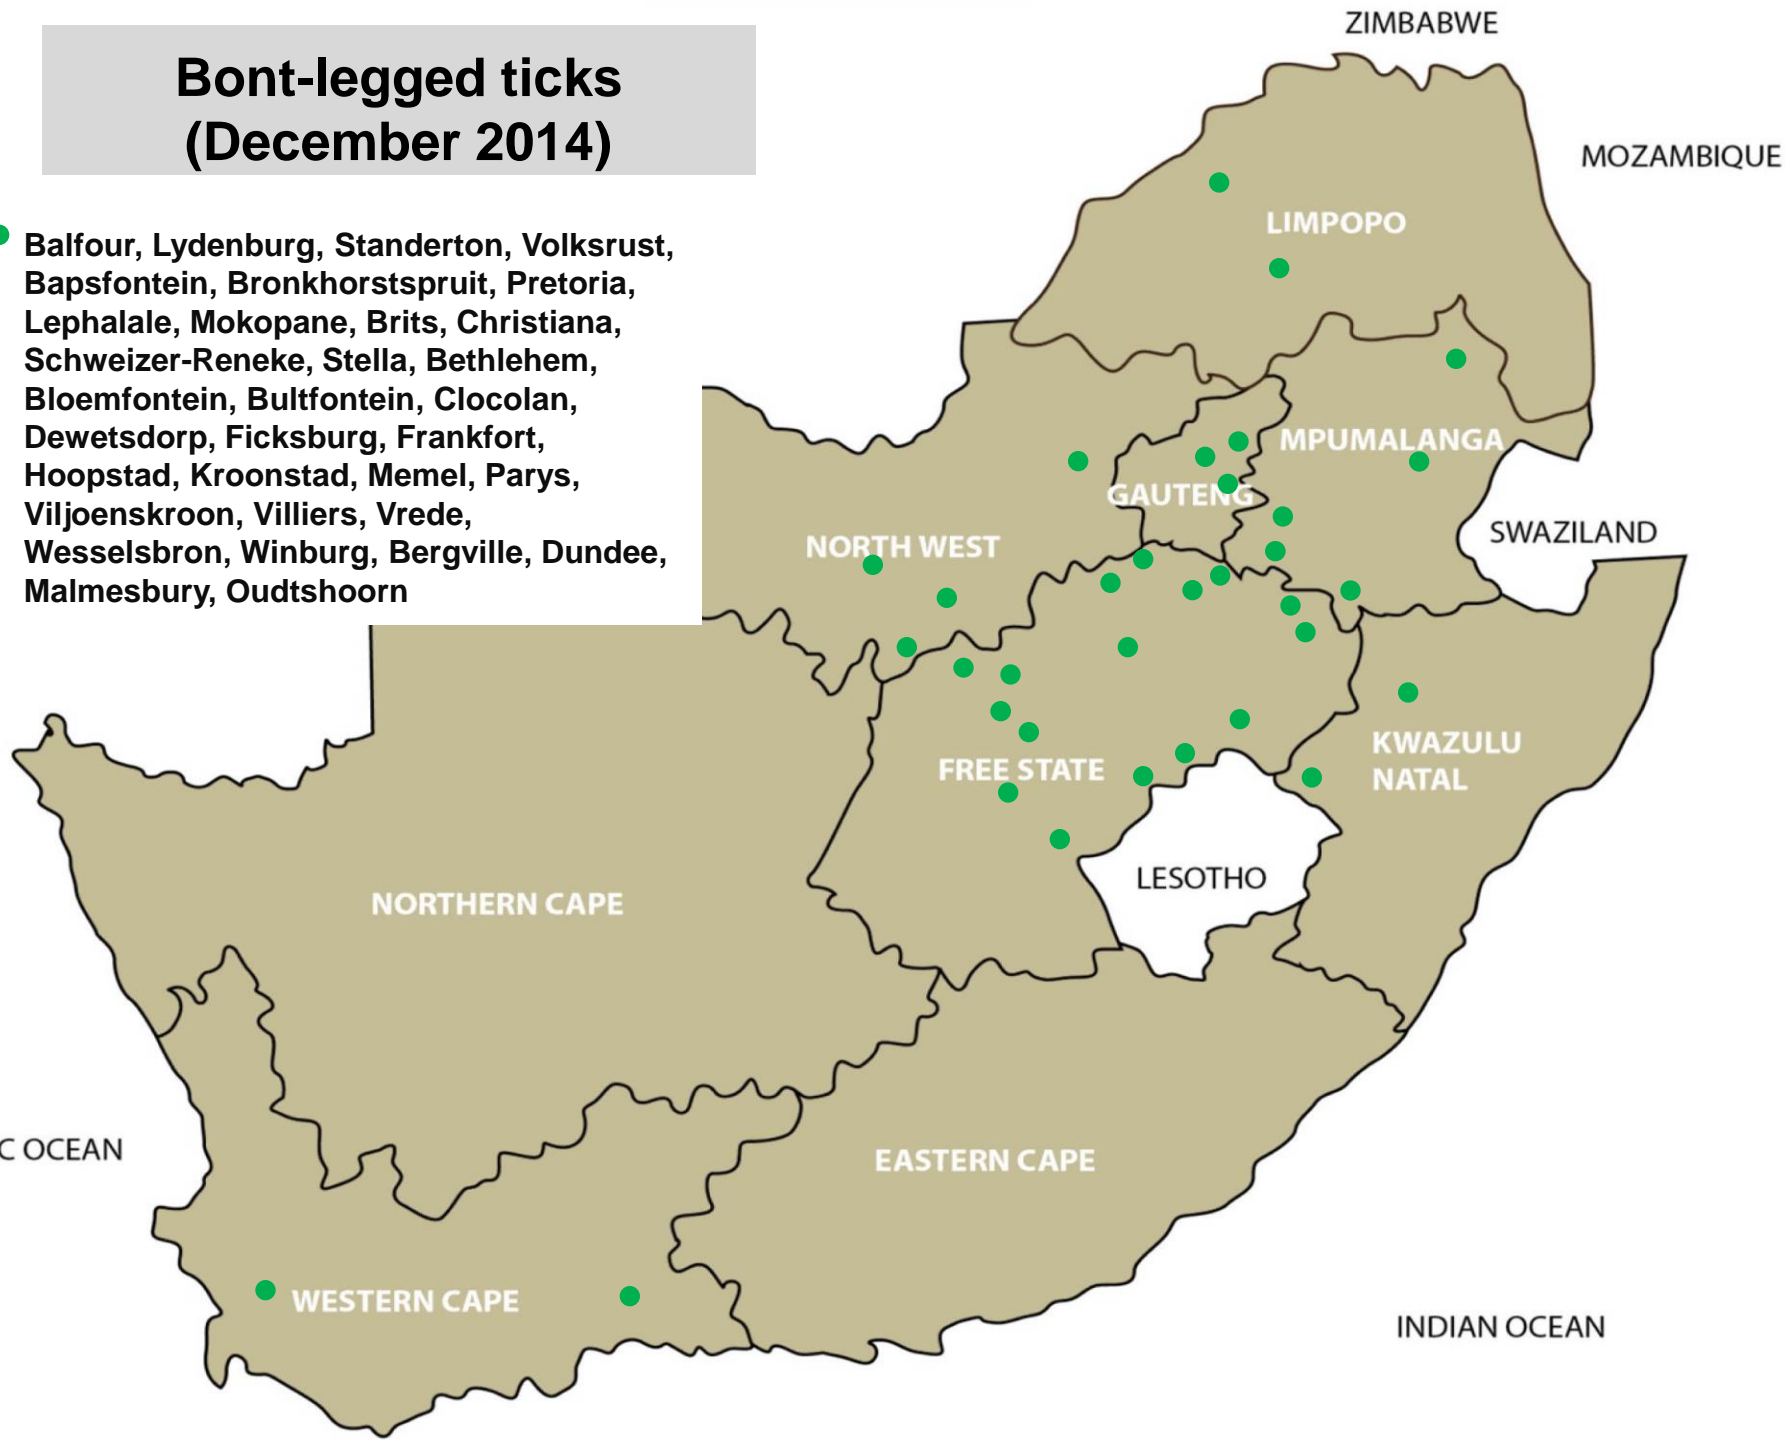 Bont-legged ticks
(December 2014)
Balfour, Lydenburg, Standerton, Volksrust,
Bapsfontein, Bronkhorstspruit, Pretoria,
Lephalale, Mokopane, Brits, Christiana,
Schweizer-Reneke, Stella, Bethlehem,
Bloemfontein, Bultfontein, Clocolan,
Dewetsdorp, Ficksburg, Frankfort,
Hoopstad, Kroonstad, Memel, Parys,
Viljoenskroon, Villiers, Vrede,
Wesselsbron, Winburg, Bergville, Dundee,
Malmesbury, Oudtshoorn
ZIMBABWE
MOZAMBIQUE
LIMPOPO
MPUMALANGA
GAUTENG
SWAZILAND
NORTH WEST
KWAZULU
NATAL
FREE STATE
LESOTHO
NORTHERN CAPE
C OCEAN
EASTERN CAPE
WESTERN CAPE
INDIAN OCEAN